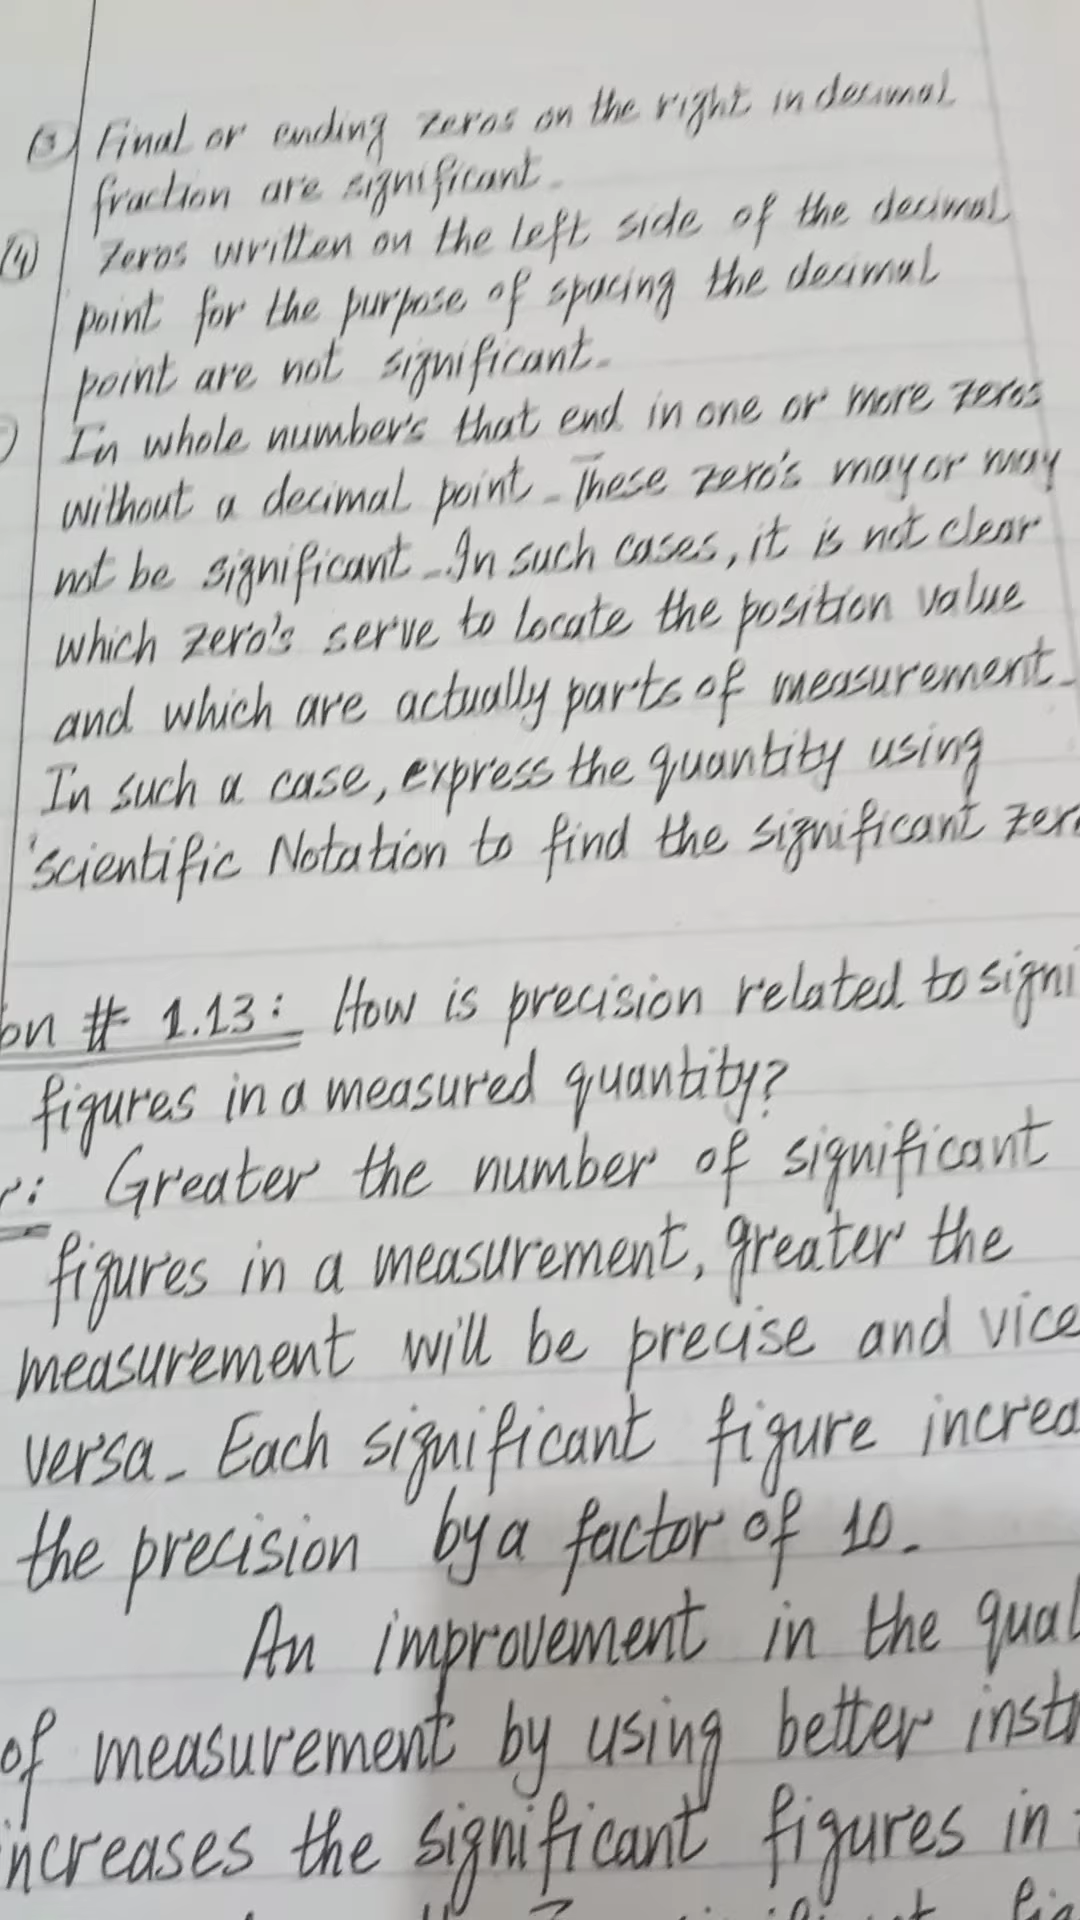 (3) Final or ending zeros on the right in decimal
fraction are significant.
(4) Zeros written on the left side of the decimal
point for the purpose of spacing the decimal
point are not significant.
In whole numbers that end in one or more zeros
without a decimal point. These zero's may or may
not be significant. In such cases, it is not clear
which zero's serve to locate the position value
and which are actually parts of measurement.
In such a case, express the quantity using
'scientific Notation to find the significant zer
on # 1.13: How is precision related to signi
figures in a measured quantity?
r: Greater the number of significant
figures in a measurement, greater the
measurement will be precise and vice
versa. Each significant figure increa
the precision by a factor of 10.
An improvement in the qual
of measurement by using better instr
increases the significant figures in